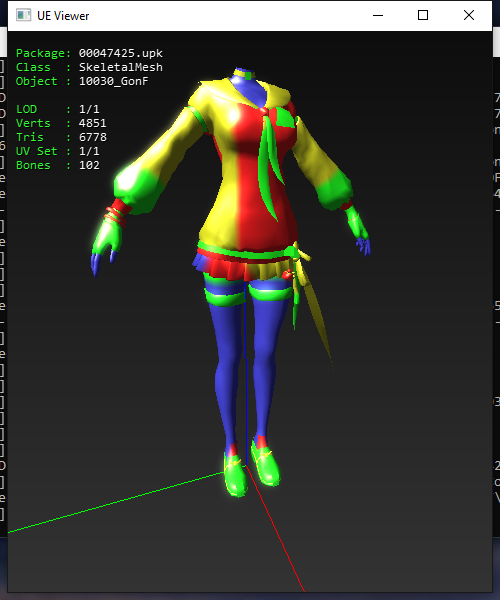 UE Viewer
Package: 00047425.upk
Class : SkeletalMesh
Object : 10030_GonF
LOD : 1/1
Verts : 4851
Tris : 6778
UV Set : 1/1
Bones : 102